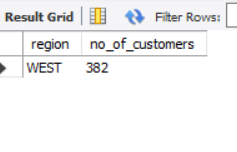 Result Grid Filter Rows:
region no_of_customers
WEST 382